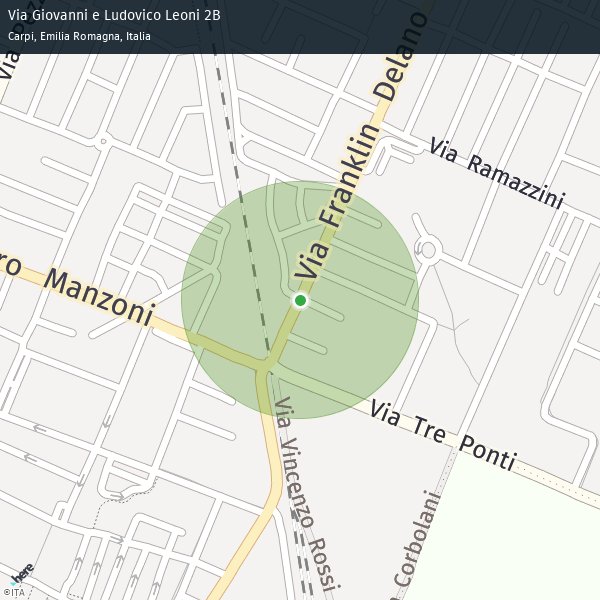 Via Giovanni e Ludovico Leoni 2B
Carpi, Emilia Romagna, Italia
Via Franklin Delano
Via Ramazzini
Manzoni
Via Tre Ponti
Via Vincenzo Rossi
Corbolani
here
©ITA